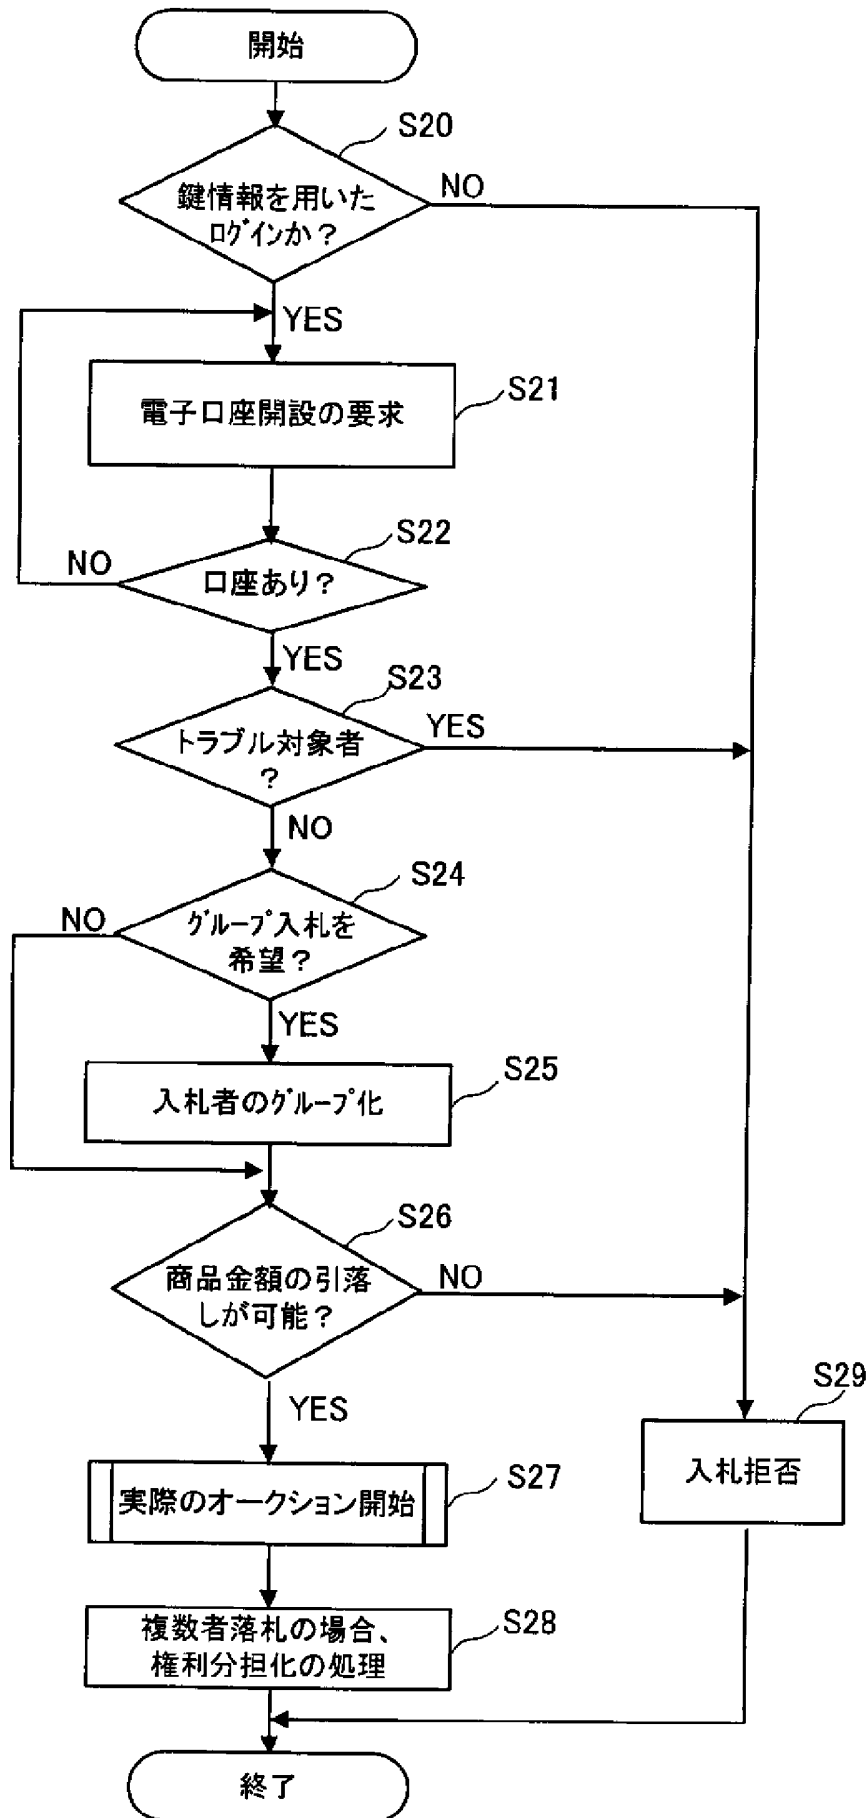 開始
S20
鍵情報を用いた
ログインか？
NO
YES
電子口座開設の要求
S21
S22
口座あり？
NO
YES
S23
トラブル対象者
？
YES
NO
S24
グループ入札を
希望？
NO
YES
入札者のグループ化
S25
S26
商品金額の引落
しが可能？
NO
YES
実際のオークション開始
S27
S29
入札拒否
複数者落札の場合、
権利分担化の処理
S28
終了